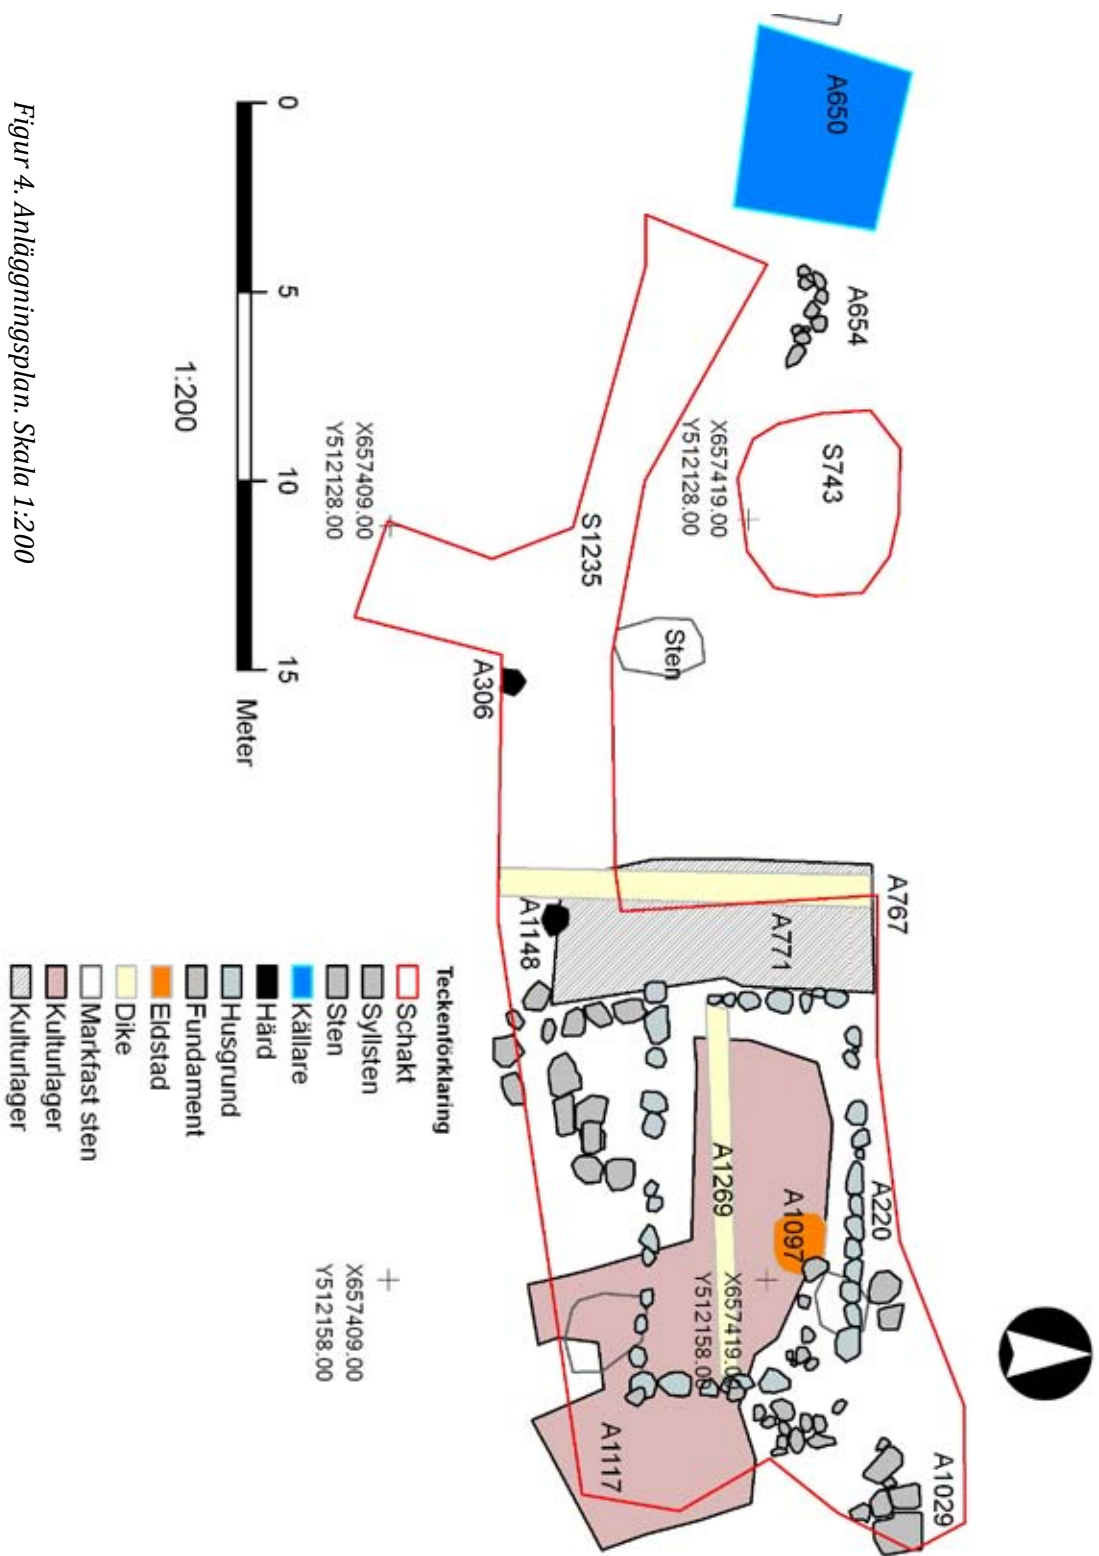 A650
A654
S743
X657419.00
Y512128.00
S1235
X657409.00
Y512128.00
Sten
A306
A767
A771
A1148
A220
A1269
A1097
X657419.00
Y512158.00
X657409.00
Y512158.00
A1117
A1029
0
5
10
15
Meter
1:200
Teckenförklaring
Schakt
Syllsten
Sten
Källare
Härd
Husgrund
Fundament
Eldstad
Dike
Markfast sten
Kulturlager
Kulturlager
Figur 4. Anläggningsplan. Skala 1:200